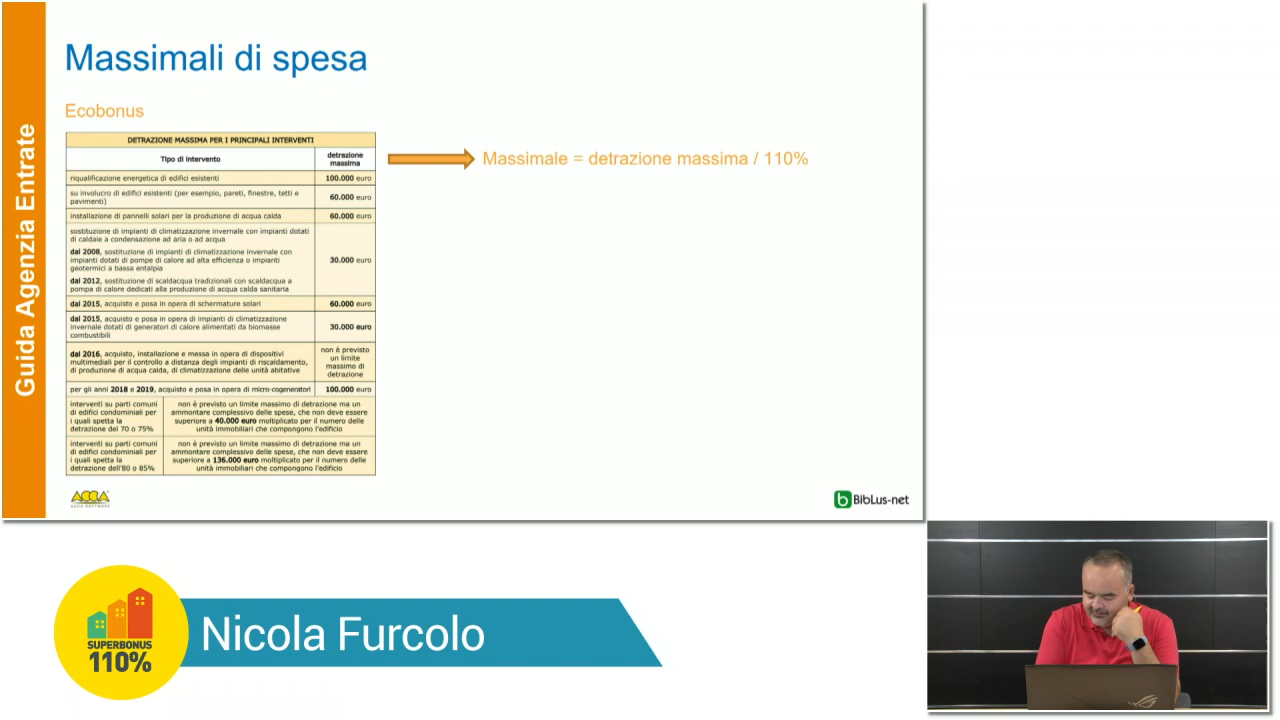 Guida Agenzia Entrate
Massimali di spesa
Ecobonus
DETRAZIONE MASSIMA PER I PRINCIPALI INTERVENTI
Tipo di intervento
detrazione
massima
riqualificazione energetica di edifici esistenti
100.000 euro
su involucro di edifici esistenti (per esempio, pareti, finestre, tetti e
pavimenti)
60.000 euro
installazione di pannelli solari per la produzione di acqua calda
60.000 euro
sostituzione di impianti di climatizzazione invernale con impianti dotati
di caldaie a condensazione ad aria o ad acqua
dal 2008, sostituzione di impianti di climatizzazione invernale con
impianti dotati di pompe di calore ad alta efficienza o impianti
geotermici a bassa entalpia
dal 2012, sostituzione di scaldacqua tradizionali con scaldacqua a
pompa di calore dedicati alla produzione di acqua calda sanitaria
30.000 euro
dal 2015, acquisto e posa in opera di schermature solari
60.000 euro
dal 2015, acquisto e posa in opera di impianti di climatizzazione
invernale dotati di generatori di calore alimentati da biomasse
combustibili
30.000 euro
dal 2016, acquisto, installazione e messa in opera di dispositivi
multimediali per il controllo a distanza degli impianti di riscaldamento,
di produzione di acqua calda, di climatizzazione delle unità abitative
non è previsto
un limite
massimo di
detrazione
per gli anni 2018 e 2019, acquisto e posa in opera di micro-cogeneratori
100.000 euro
interventi su parti comuni
di edifici condominiali per
i quali spetta la
detrazione del 70 o 75%
non è previsto un limite massimo di detrazione ma un
ammontare complessivo delle spese, che non deve essere
superiore a 40.000 euro moltiplicato per il numero delle
unità immobiliari che compongono l'edificio
interventi su parti comuni
di edifici condominiali per
i quali spetta la
detrazione dell'80 o 85%
non è previsto un limite massimo di detrazione ma un
ammontare complessivo delle spese, che non deve essere
superiore a 136.000 euro moltiplicato per il numero delle
unità immobiliari che compongono l'edificio
Massimale = detrazione massima / 110%
ACCA
ACCA SOFTWARE
b BibLus-net
SUPERBONUS
110%
Nicola Furcolo